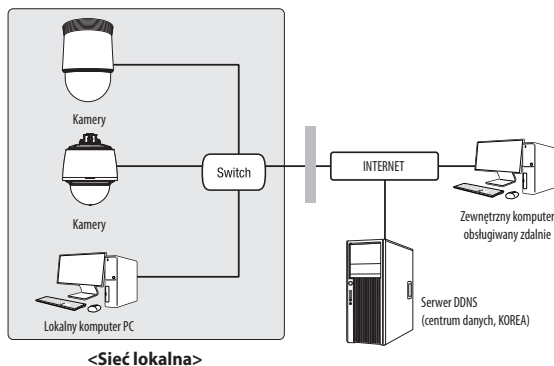 Kamery
Kamery
Switch
Lokalny komputer PC
<Sieć lokalna>
INTERNET
Zewnętrzny komputer
obsługiwany zdalnie
Serwer DDNS
(centrum danych, KOREA)